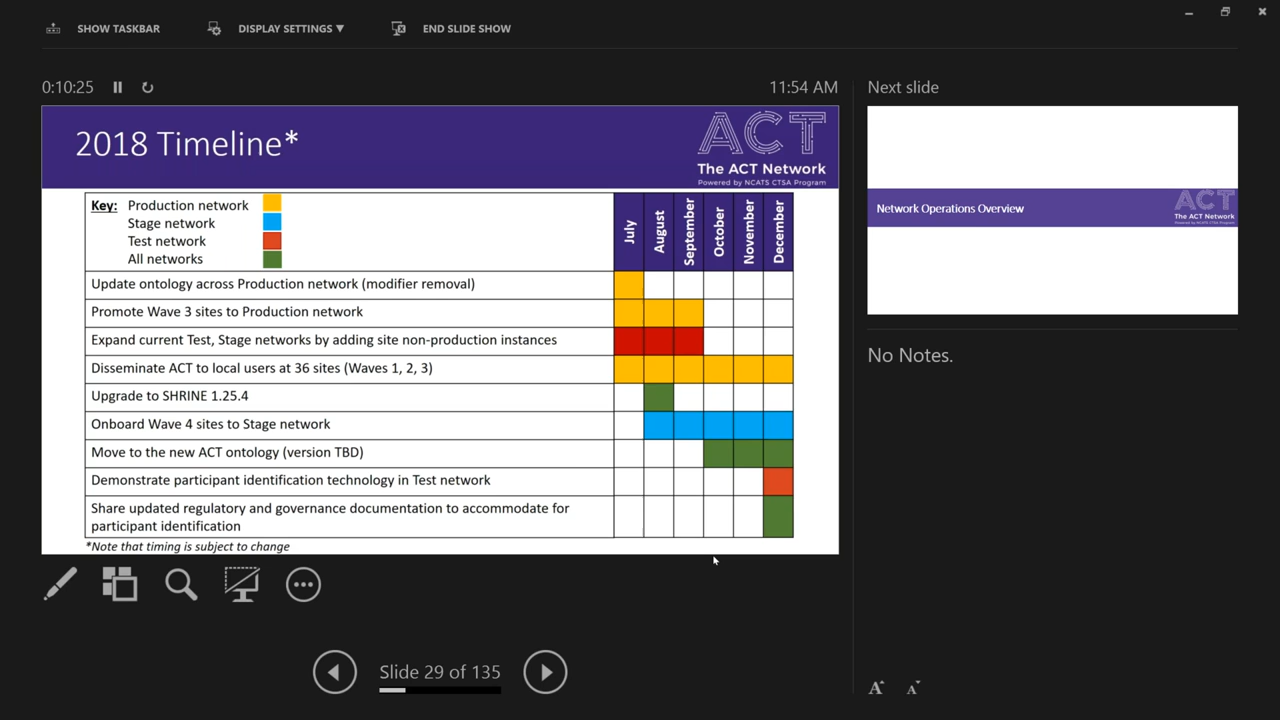 SHOW TASKBAR
DISPLAY SETTINGS ▼
END SLIDE SHOW
0:10:25
11:54 AM
2018 Timeline*
ACT
The ACT Network
Powered by NCATS CTSA Program
Key: Production network
Stage network
Test network
All networks
July
August
September
October
November
December
Update ontology across Production network (modifier removal)
Promote Wave 3 sites to Production network
Expand current Test, Stage networks by adding site non-production instances
Disseminate ACT to local users at 36 sites (Waves 1, 2, 3)
Upgrade to SHRINE 1.25.4
Onboard Wave 4 sites to Stage network
Move to the new ACT ontology (version TBD)
Demonstrate participant identification technology in Test network
Share updated regulatory and governance documentation to accommodate for
participant identification
*Note that timing is subject to change
Slide 29 of 135
Next slide
Network Operations Overview
ACT
The ACT Network
Powered by NCATS CTSA Program
No Notes.
A A